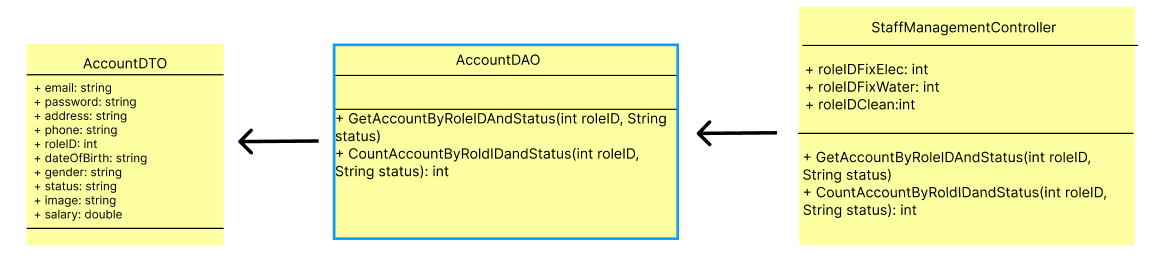 AccountDTO
+ email: string
+ password: string
+ address: string
+ phone: string
+ roleID: int
+ dateOfBirth: string
+ gender: string
+ status: string
+ image: string
+ salary: double
AccountDAO
+ GetAccountByRoleIDAndStatus(int roleID, String
status)
+ CountAccountByRoldIDandStatus(int roleID,
String status): int
StaffManagementController
+ roleIDFixElec: int
+ roleIDFixWater: int
+ roleIDClean:int
+ GetAccountByRoleIDAndStatus(int roleID,
String status)
+ CountAccountByRoldIDandStatus(int roleID,
String status): int